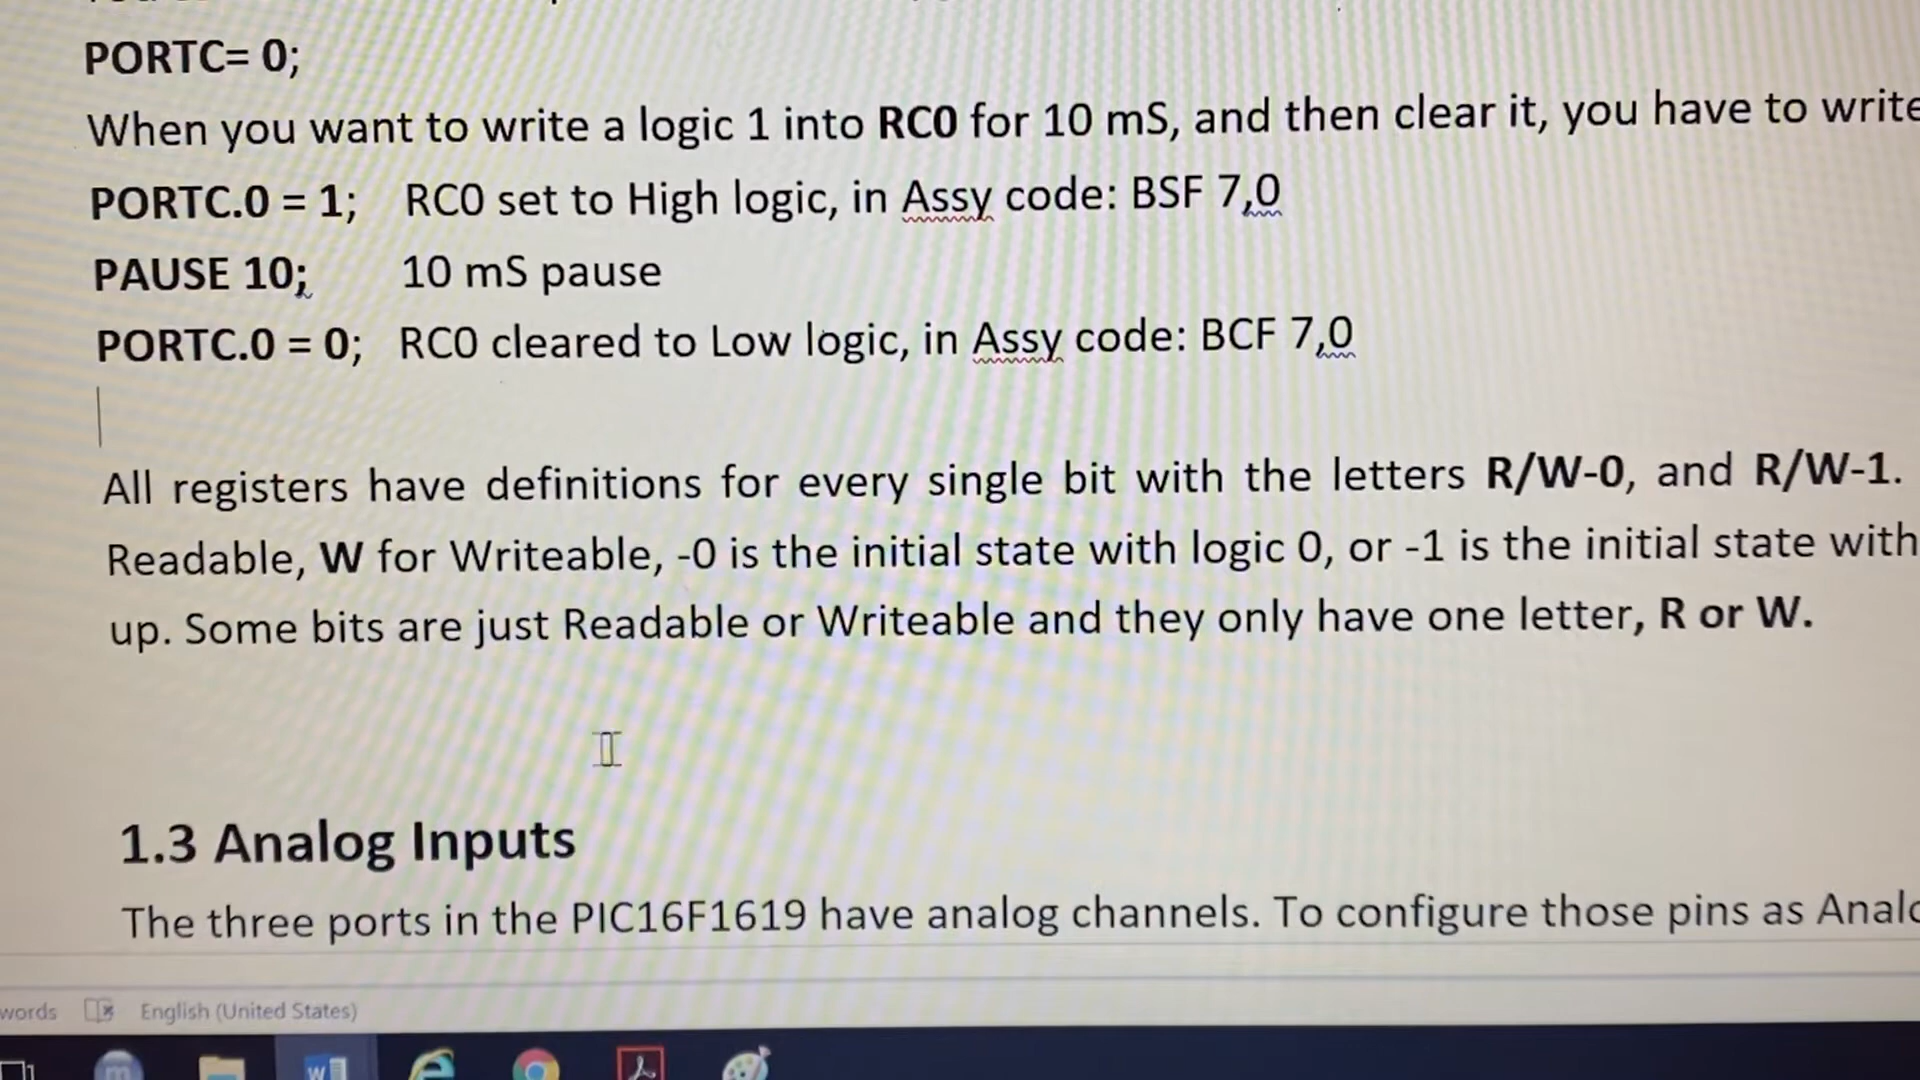 PORTC= 0;
When you want to write a logic 1 into RC0 for 10 mS, and then clear it, you have to write
PORTC.0 = 1; RC0 set to High logic, in Assy code: BSF 7,0
PAUSE 10; 10 mS pause
PORTC.0 = 0; RC0 cleared to Low logic, in Assy code: BCF 7,0
All registers have definitions for every single bit with the letters R/W-0, and R/W-1.
Readable, W for Writeable, -0 is the initial state with logic 0, or -1 is the initial state with
up. Some bits are just Readable or Writeable and they only have one letter, R or W.
1.3 Analog Inputs
The three ports in the PIC16F1619 have analog channels. To configure those pins as
words English (United States)